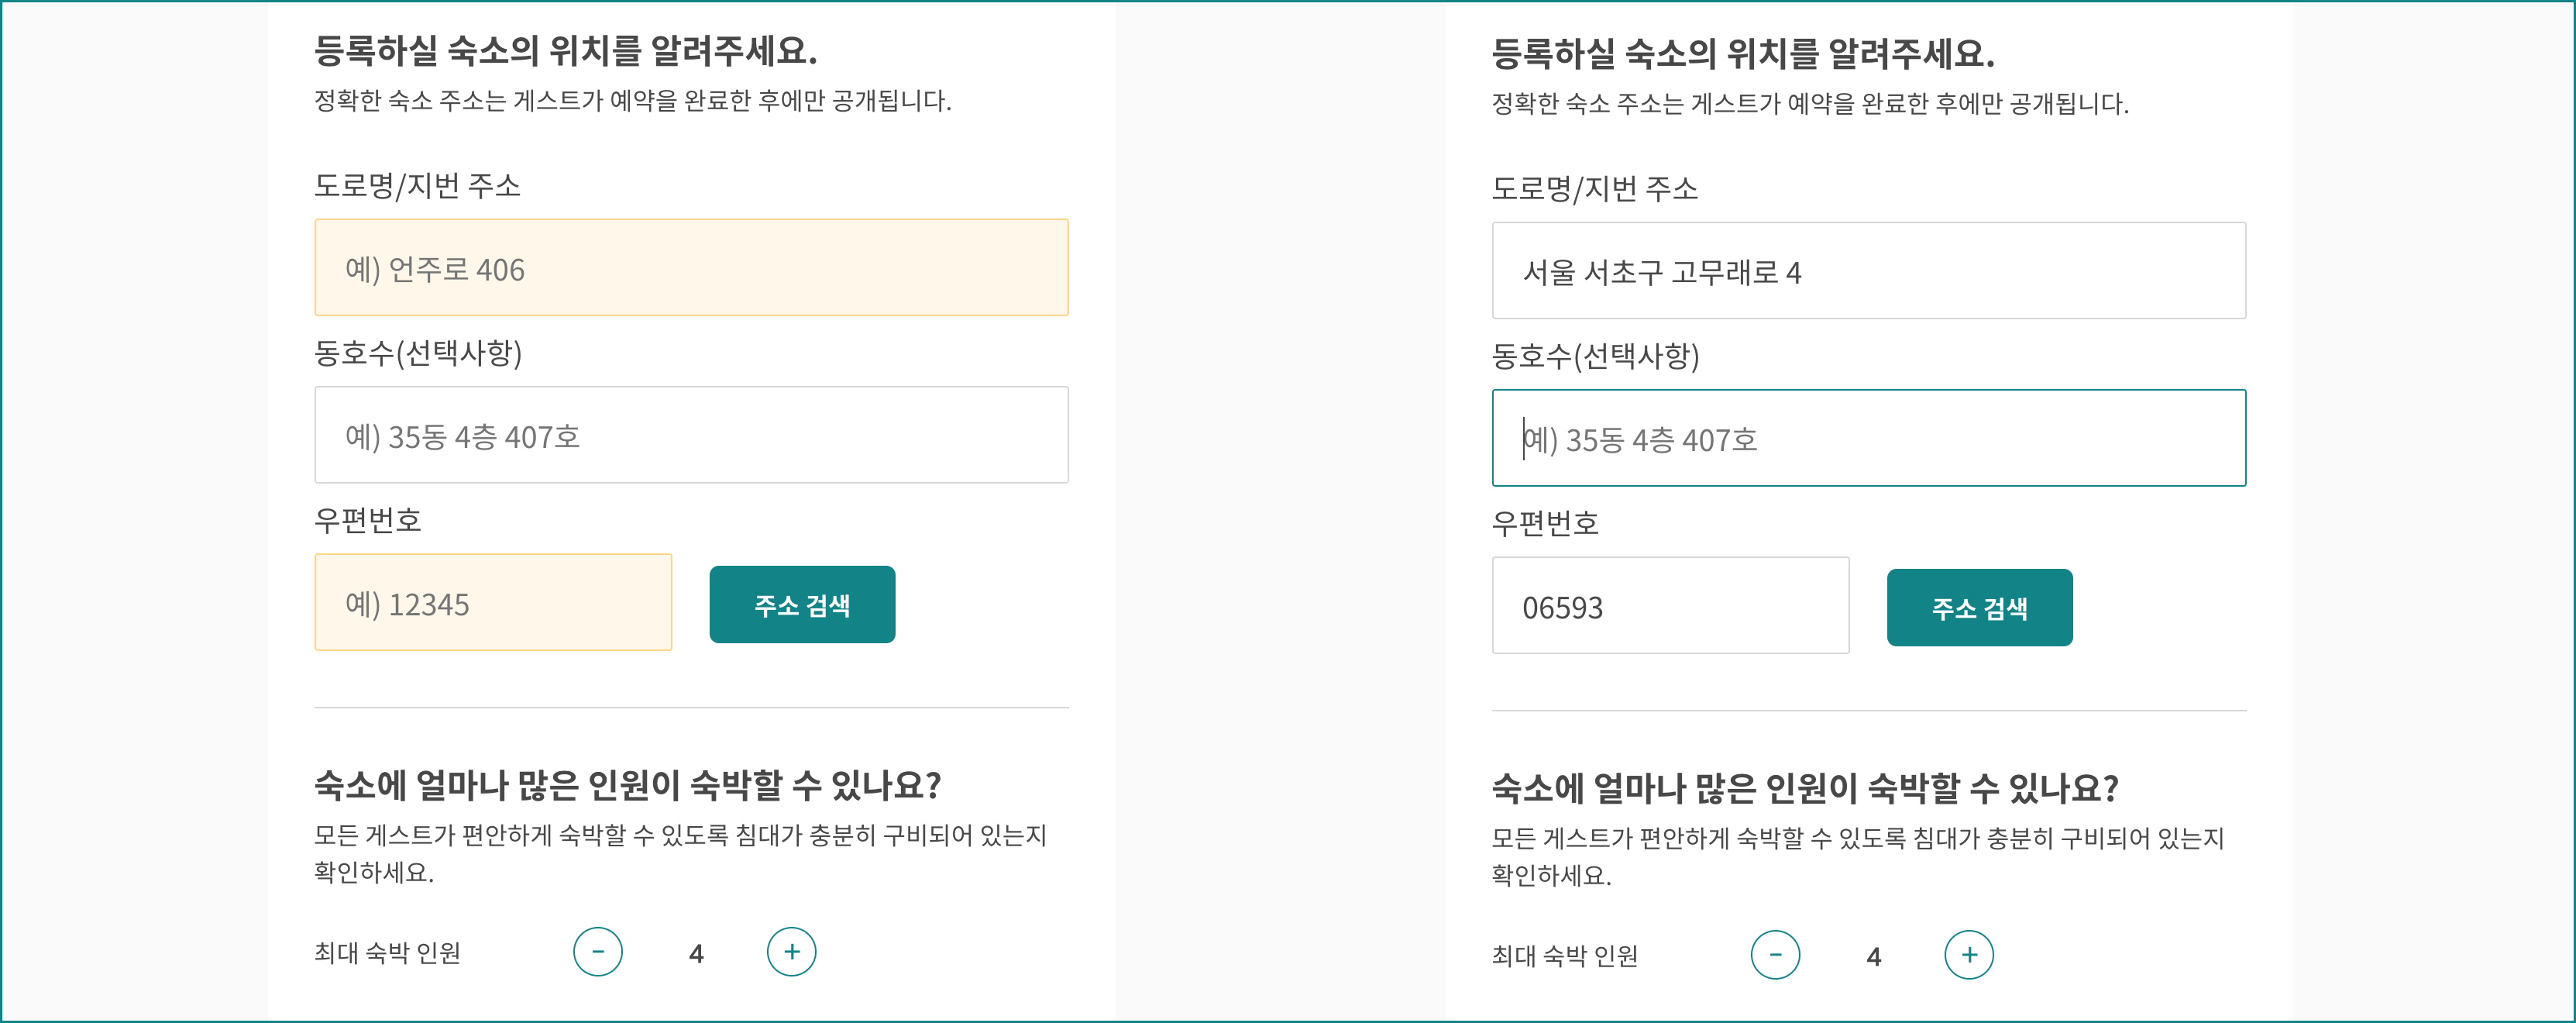 등록하실 숙소의 위치를 알려주세요.
정확한 숙소 주소는 게스트가 예약을 완료한 후에만 공개됩니다.
도로명/지번 주소
예) 언주로 406
동호수(선택사항)
예) 35동 4층 407호
우편번호
예) 12345
주소 검색
숙소에 얼마나 많은 인원이 숙박할 수 있나요?
모든 게스트가 편안하게 숙박할 수 있도록 침대가 충분히 구비되어 있는지
확인하세요.
최대 숙박 인원
-
4
+
등록하실 숙소의 위치를 알려주세요.
정확한 숙소 주소는 게스트가 예약을 완료한 후에만 공개됩니다.
도로명/지번 주소
서울 서초구 고무래로 4
동호수(선택사항)
예) 35동 4층 407호
우편번호
06593
주소 검색
숙소에 얼마나 많은 인원이 숙박할 수 있나요?
모든 게스트가 편안하게 숙박할 수 있도록 침대가 충분히 구비되어 있는지
확인하세요.
최대 숙박 인원
-
4
+